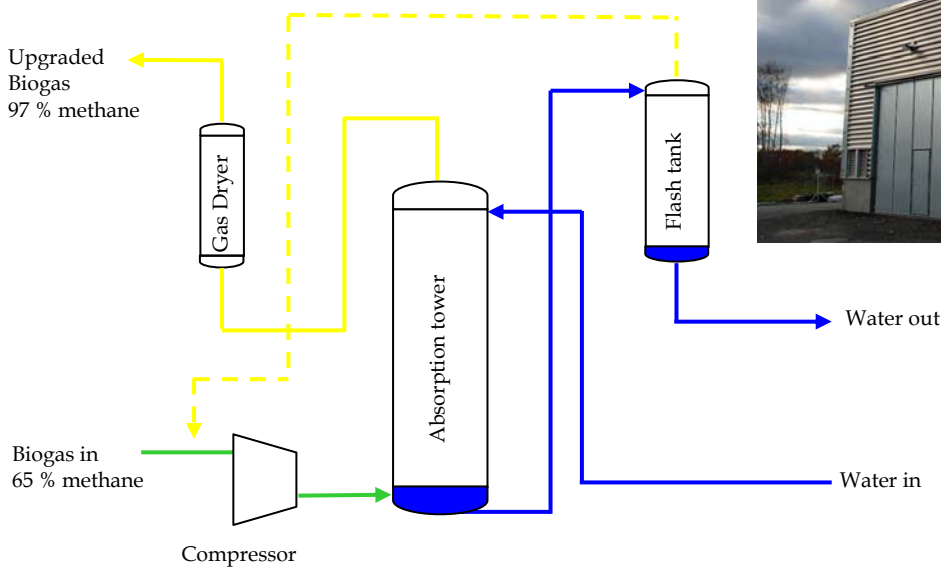 Upgraded
Biogas
97 % methane
Gas Dryer
Absorption tower
Flash tank
Water out
Biogas in
65 % methane
Water in
Compressor